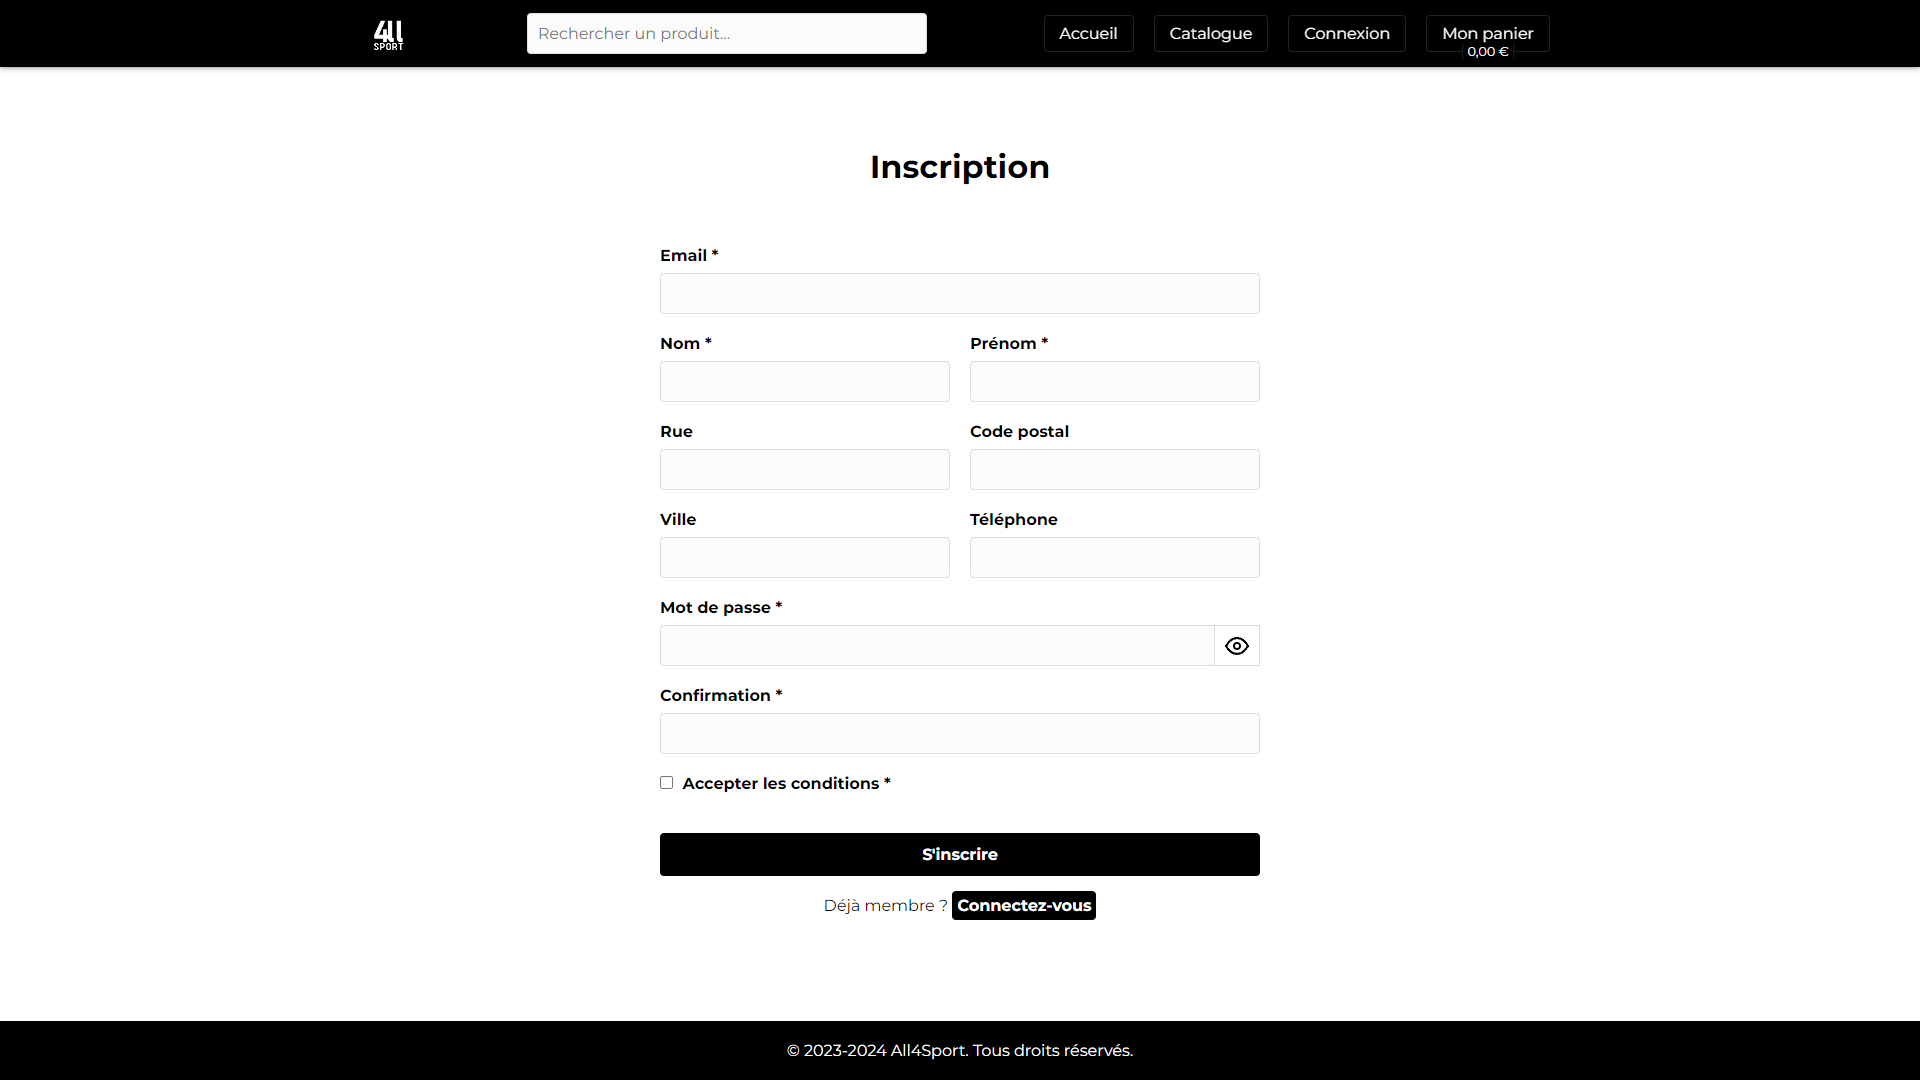 4ll
SPORT
Rechercher un produit...
Accueil
Catalogue
Connexion
Mon panier
0,00 €
Inscription
Email *
Nom *
Prénom *
Rue
Code postal
Ville
Téléphone
Mot de passe *
Confirmation *
Accepter les conditions *
S'inscrire
Déjà membre ? Connectez-vous
© 2023-2024 All4Sport. Tous droits réservés.